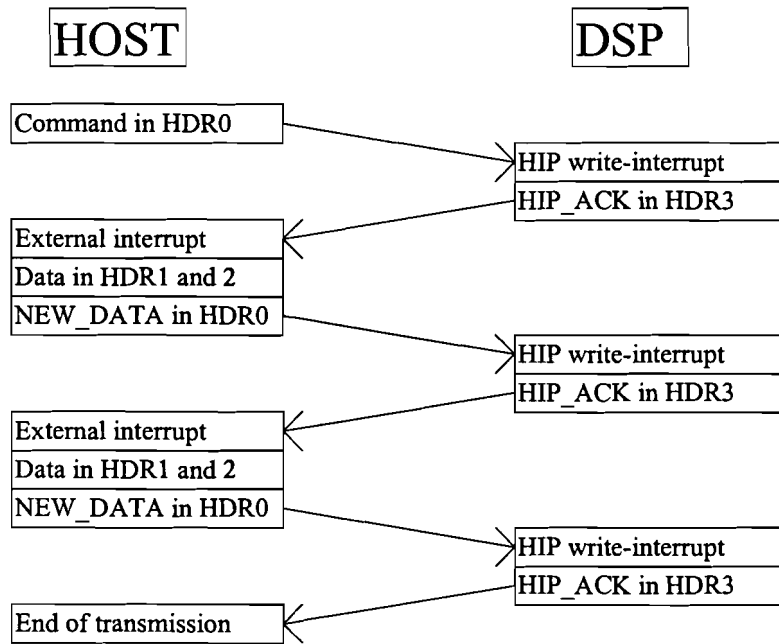 HOST
DSP
Command in HDR0
HIP write-interrupt
HIP_ACK in HDR3
External interrupt
Data in HDR1 and 2
NEW_DATA in HDR0
HIP write-interrupt
HIP_ACK in HDR3
External interrupt
Data in HDR1 and 2
NEW_DATA in HDR0
HIP write-interrupt
HIP_ACK in HDR3
End of transmission